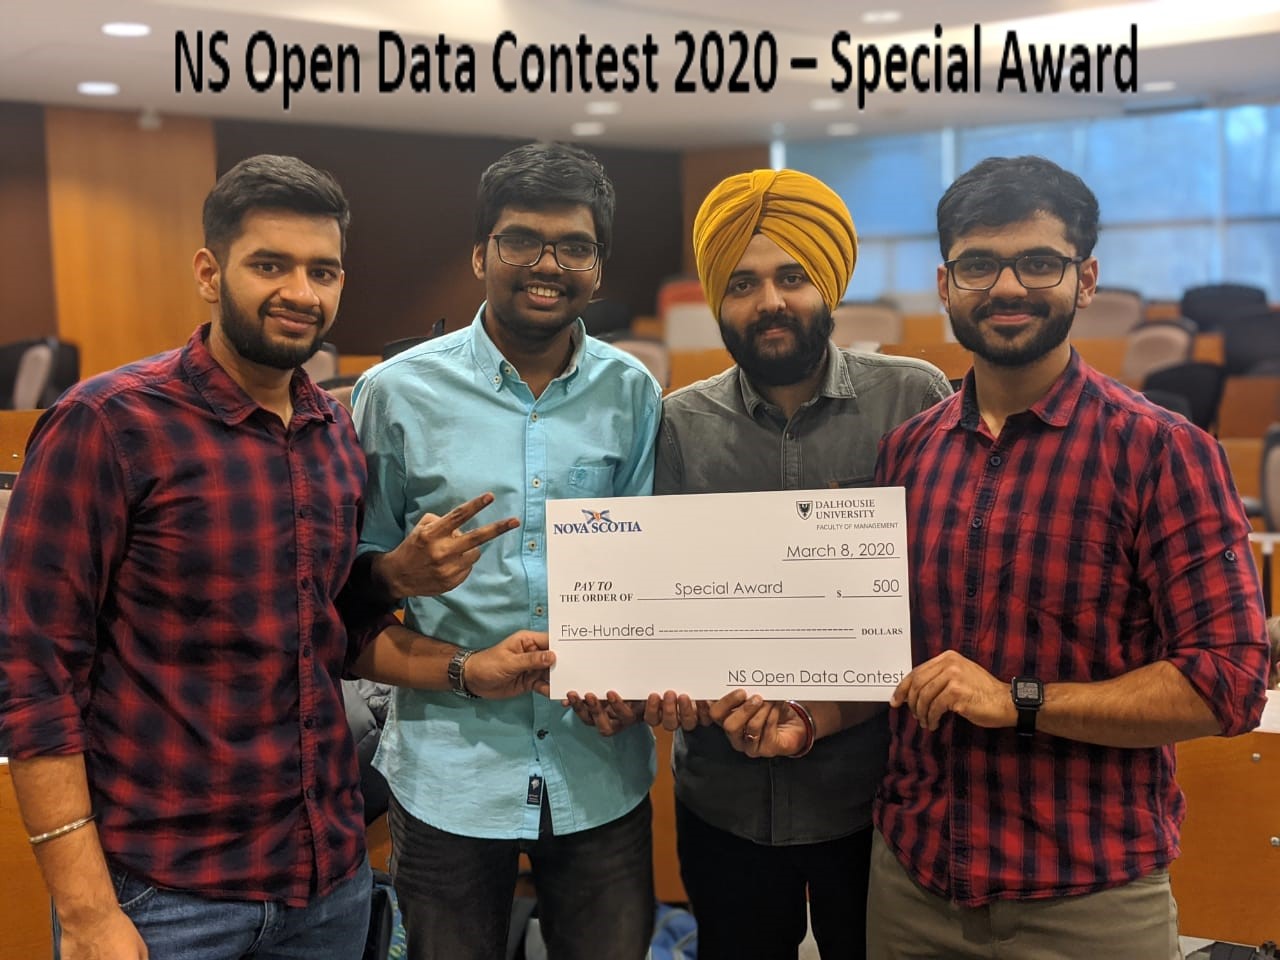 NS Open Data Contest 2020 – Special Award
NOVA SCOTIA
DALHOUSIE
UNIVERSITY
FACULTY OF MANAGEMENT
March 8, 2020
PAY TO
THE ORDER OF Special Award $ 500
Five-Hundred ------------------------------------- DOLLARS
NS Open Data Contest